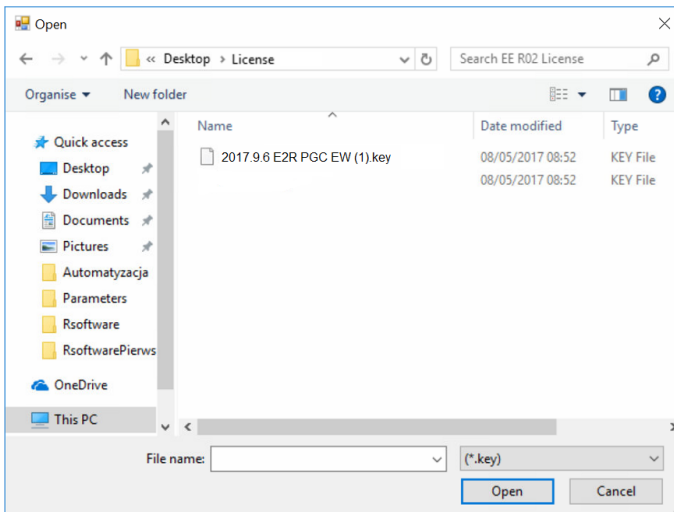 Open
« Desktop › License
Search EE R02 License
Organise
New folder
Name
Date modified
Type
Quick access
Desktop
Downloads
Documents
Pictures
Automatyzacja
Parameters
Rsoftware
RsoftwarePierws
OneDrive
This PC
2017.9.6 E2R PGC EW (1).key
08/05/2017 08:52
KEY File
08/05/2017 08:52
KEY File
File name:
(*.key)
Open
Cancel